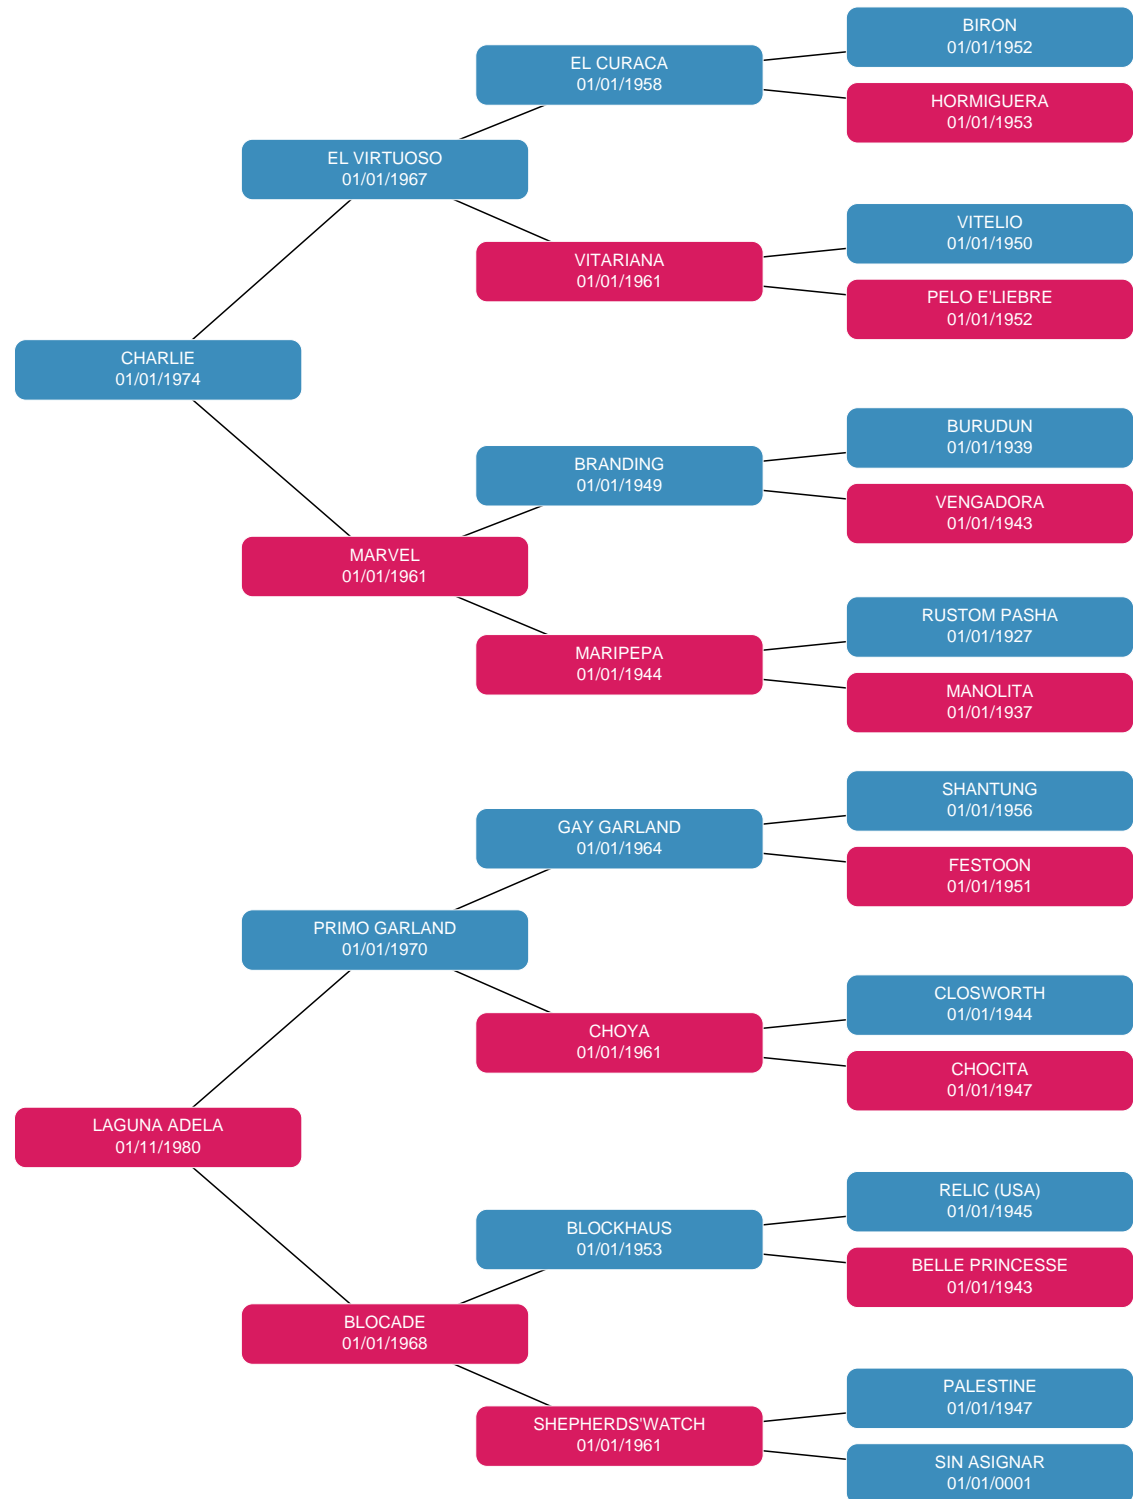 BIRON
01/01/1952
EL CURACA
01/01/1958
HORMIGUERA
01/01/1953
EL VIRTUOSO
01/01/1967
VITELIO
01/01/1950
VITARIANA
01/01/1961
PELO E'LIEBRE
01/01/1952
CHARLIE
01/01/1974
BURUDUN
01/01/1939
BRANDING
01/01/1949
VENGADORA
01/01/1943
MARVEL
01/01/1961
RUSTOM PASHA
01/01/1927
MARIPEPA
01/01/1944
MANOLITA
01/01/1937
SHANTUNG
01/01/1956
GAY GARLAND
01/01/1964
FESTOON
01/01/1951
PRIMO GARLAND
01/01/1970
CLOSWORTH
01/01/1944
CHOYA
01/01/1961
CHOCITA
01/01/1947
LAGUNA ADELA
01/11/1980
RELIC (USA)
01/01/1945
BLOCKHAUS
01/01/1953
BELLE PRINCESSE
01/01/1943
BLOCADE
01/01/1968
PALESTINE
01/01/1947
SHEPHERDS'WATCH
01/01/1961
SIN ASIGNAR
01/01/0001